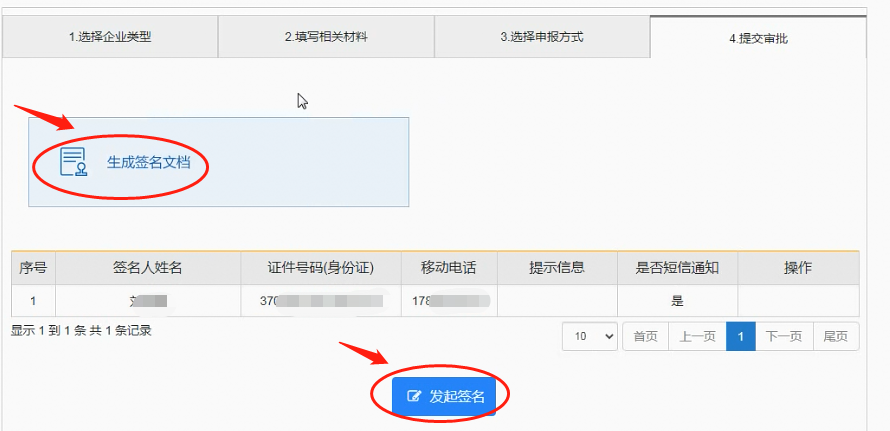 1.选择企业类型 2.填写相关材料 3.选择申报方式 4.提交审批
生成签名文档
序号 签名人姓名 证件号码(身份证) 移动电话 提示信息 是否短信通知 操作
1 370 178 是
显示 1 到 1 条 共 1 条记录 10 首页 上一页 1 下一页 尾页
发起签名